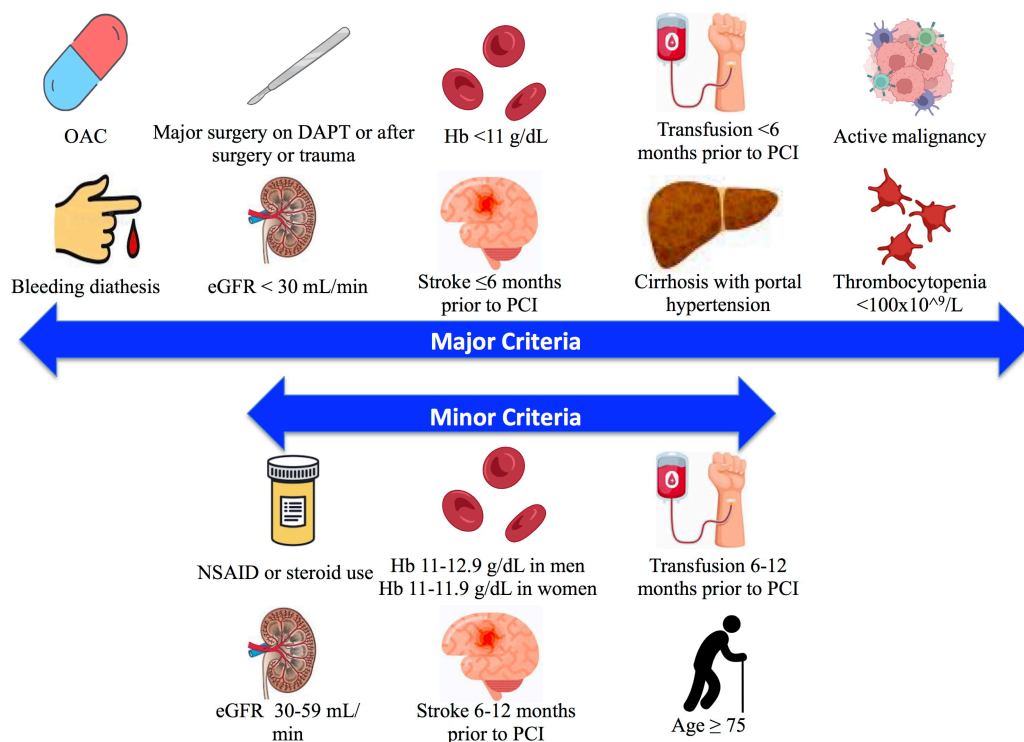 OAC
Major surgery on DAPT or after
surgery or trauma
Hb <11 g/dL
Transfusion <6
months prior to PCI
Active malignancy
Bleeding diathesis
eGFR < 30 mL/min
Stroke ≤6 months
prior to PCI
Cirrhosis with portal
hypertension
Thrombocytopenia
<100x10^⁹/L
Major Criteria
Minor Criteria
NSAID or steroid use
Hb 11-12.9 g/dL in men
Hb 11-11.9 g/dL in women
Transfusion 6-12
months prior to PCI
eGFR 30-59 mL/
min
Stroke 6-12 months
prior to PCI
Age ≥ 75